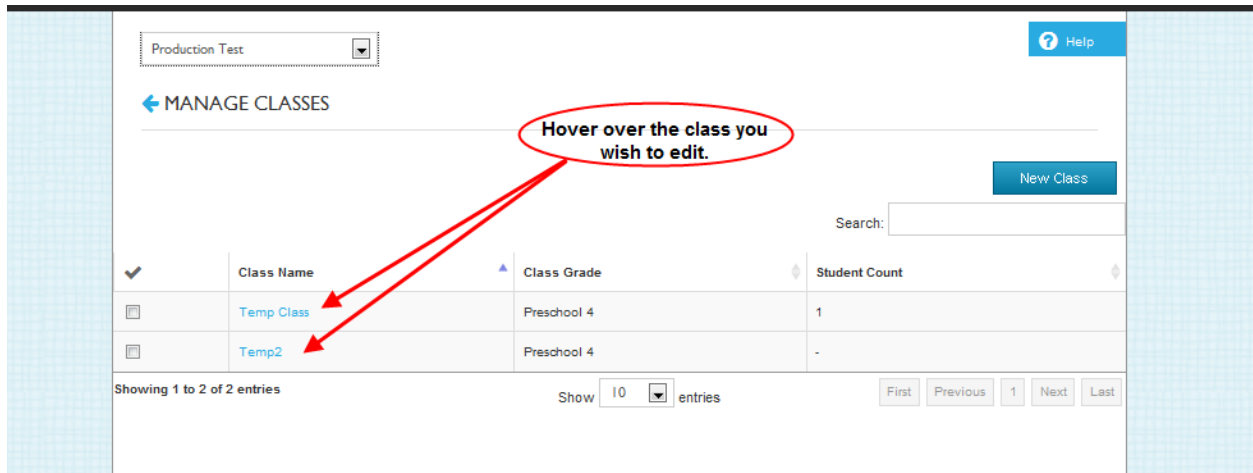 Production Test
Help
MANAGE CLASSES
Hover over the class you
wish to edit.
New Class
Search:
Class Name Class Grade Student Count
Temp Class Preschool 4 1
Temp2 Preschool 4 -
Showing 1 to 2 of 2 entries Show 10 entries First Previous 1 Next Last